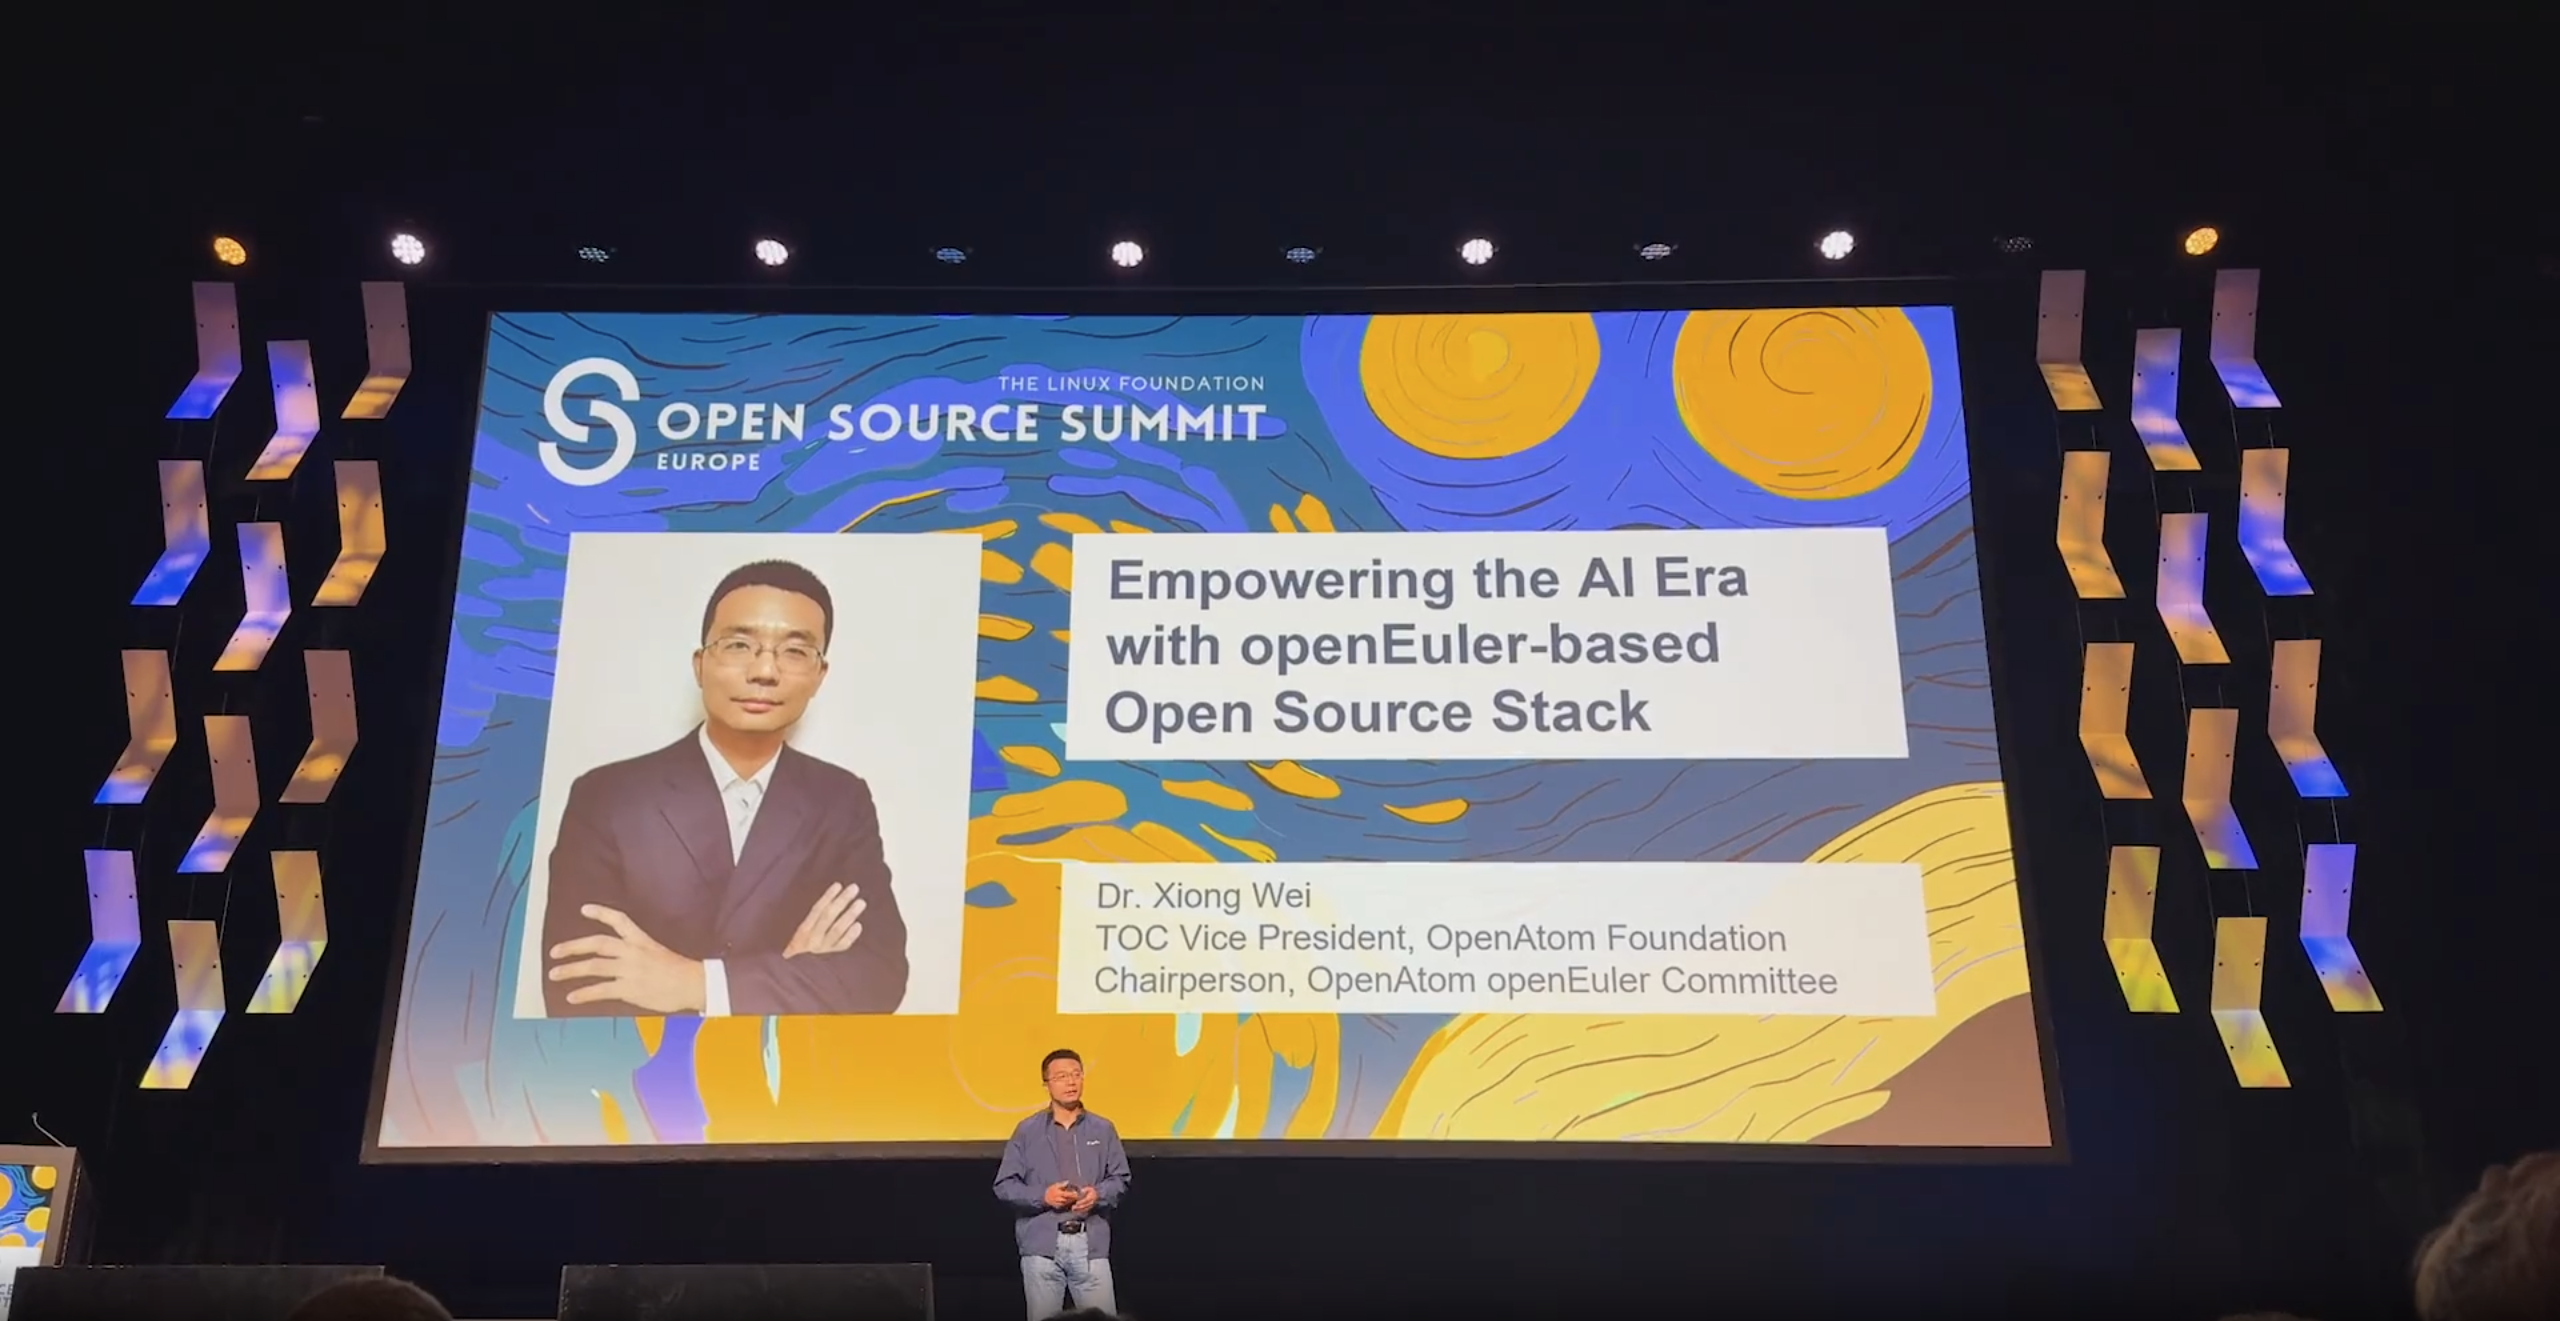 THE LINUX FOUNDATION
OPEN SOURCE SUMMIT
EUROPE
Empowering the AI Era
with openEuler-based
Open Source Stack
Dr. Xiong Wei
TOC Vice President, OpenAtom Foundation
Chairperson, OpenAtom openEuler Committee